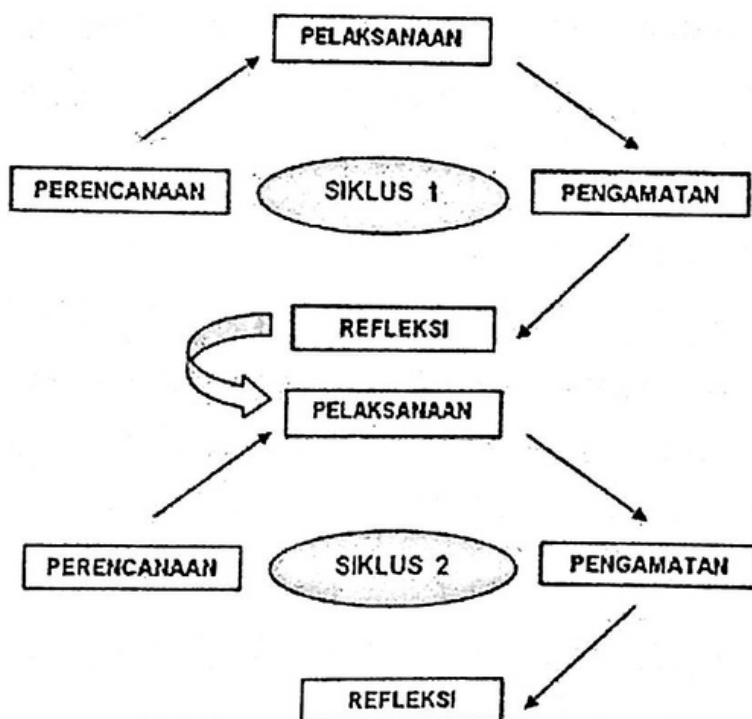 PELAKSANAAN
PERENCANAAN
SIKLUS 1
PENGAMATAN
REFLEKSI
PELAKSANAAN
PERENCANAAN
SIKLUS 2
PENGAMATAN
REFLEKSI